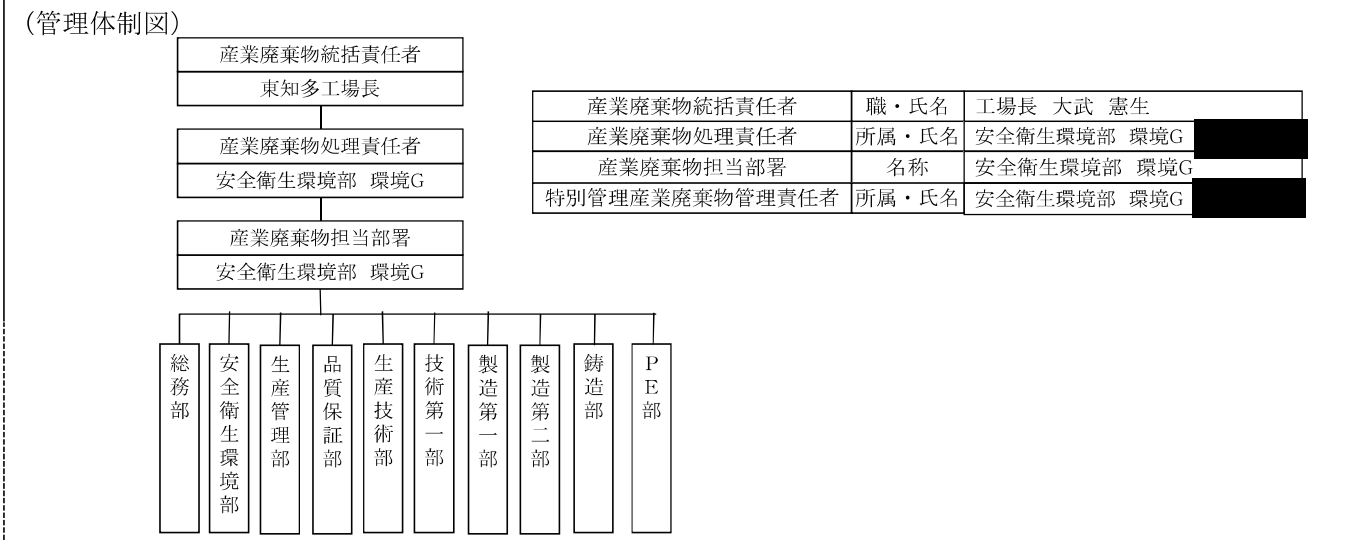 （管理体制図）
産業廃棄物統括責任者
東知多工場長
産業廃棄物処理責任者
安全衛生環境部 環境G
産業廃棄物担当部署
安全衛生環境部 環境G
産業廃棄物統括責任者 職・氏名 工場長 大武 憲生
産業廃棄物処理責任者 所属・氏名 安全衛生環境部 環境G
産業廃棄物担当部署 名称 安全衛生環境部 環境G
特別管理産業廃棄物管理責任者 所属・氏名 安全衛生環境部 環境G
総務部
安全衛生環境部
生産管理部
品質保証部
生産技術部
技術第一部
製造第一部
製造第二部
鋳造部
ＰＥ部